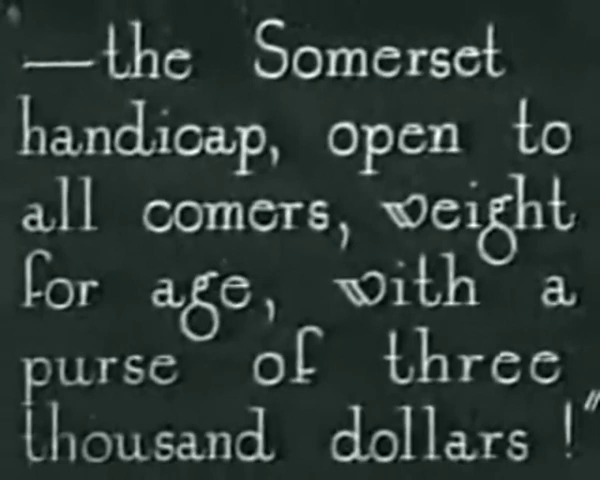 —the Somerset
handicap, open to
all comers, weight
for age, with a
purse of three
thousand dollars!"